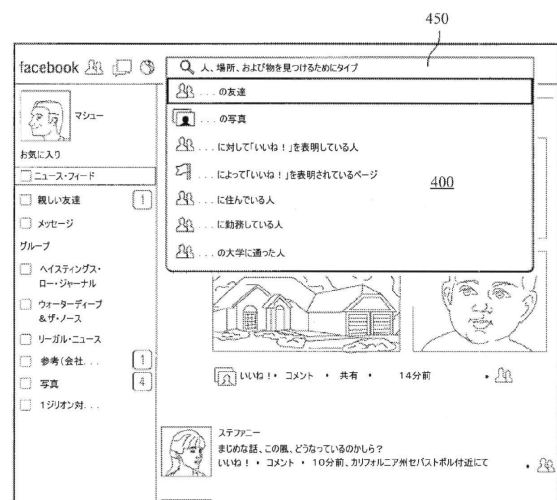 450
facebook
人、場所、および物を見つけるためにタイプ
. . . の友達
. . . の写真
. . . に対して「いいね！」を表明している人
. . . によって「いいね！」を表明されているページ
. . . に住んでいる人
. . . に勤務している人
. . . の大学に通った人
400
マシュー
お気に入り
ニュース・フィード
親しい友達 1
メッセージ
グループ
ヘイスティングス・
ロー・ジャーナル
ウォーターディープ
&ザ・ノース
リーガル・ニュース
参考(会社. . . 1
写真 4
1ジリオン対. . .
いいね！・ コメント ・ 共有 ・ 14分前 ・
ステファニー
まじめな話、この風、どうなっているのかしら？
いいね！ ・ コメント ・ 10分前、カリフォルニア州セバストポル付近にて ・